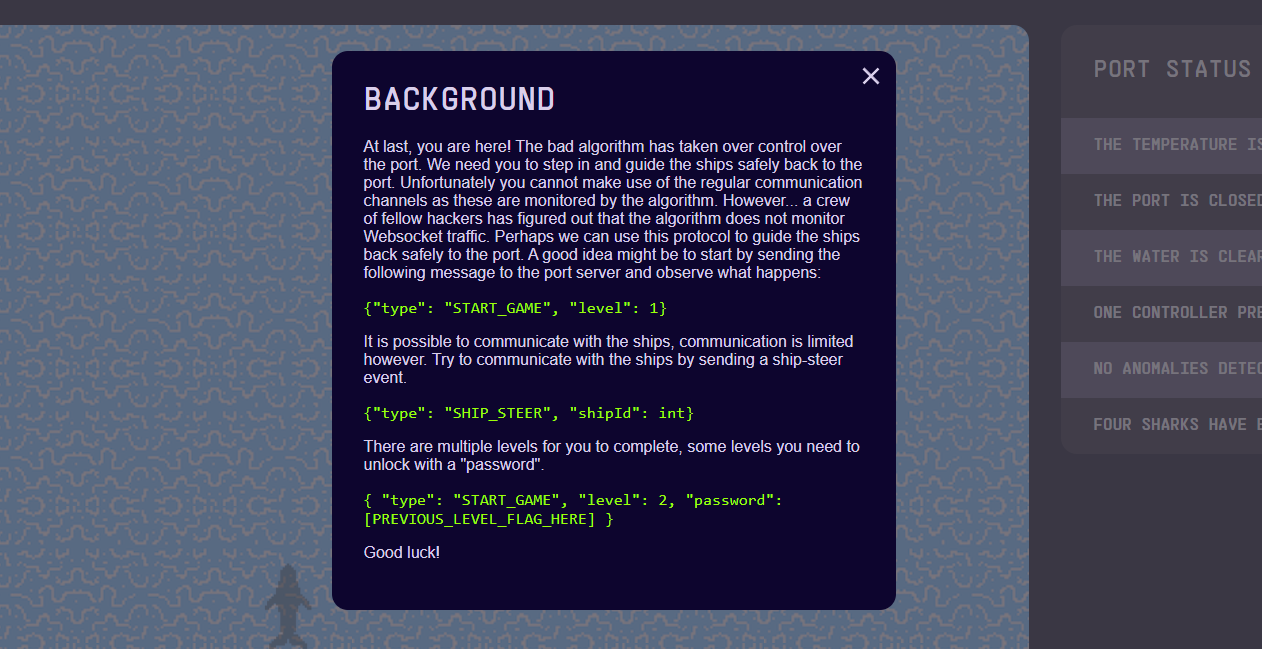 BACKGROUND
At last, you are here! The bad algorithm has taken over control over
the port. We need you to step in and guide the ships safely back to the
port. Unfortunately you cannot make use of the regular communication
channels as these are monitored by the algorithm. However... a crew
of fellow hackers has figured out that the algorithm does not monitor
Websocket traffic. Perhaps we can use this protocol to guide the ships
back safely to the port. A good idea might be to start by sending the
following message to the port server and observe what happens:
{"type": "START_GAME", "level": 1}
It is possible to communicate with the ships, communication is limited
however. Try to communicate with the ships by sending a ship-steer
event.
{"type": "SHIP_STEER", "shipId": int}
There are multiple levels for you to complete, some levels you need to
unlock with a "password".
{ "type": "START_GAME", "level": 2, "password":
[PREVIOUS_LEVEL_FLAG_HERE] }
Good luck!
PORT STATUS
THE TEMPERATURE IS
THE PORT IS CLOSED
THE WATER IS CLEAR
ONE CONTROLLER
NO ANOMALIES
FOUR SHARKS HAVE